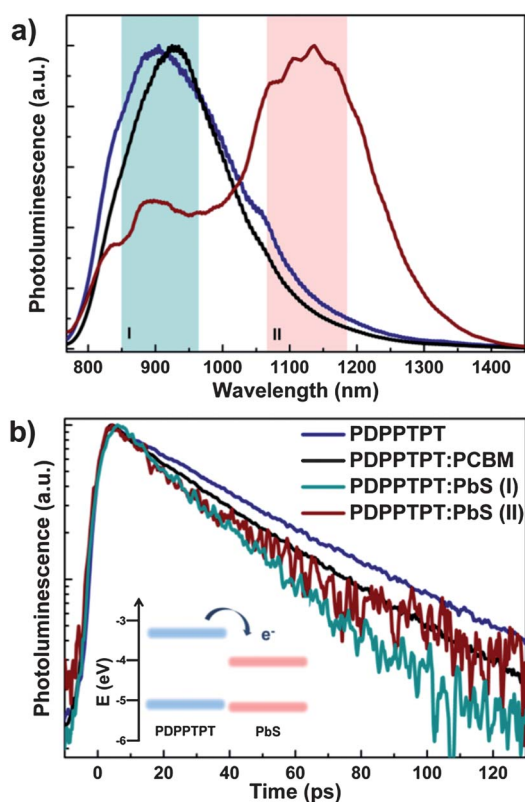 a)
Photoluminescence (a.u.)
I
II
800 900 1000 1100 1200 1300 1400
Wavelength (nm)
b)
Photoluminescence (a.u.)
PDPPTPT
PDPPTPT:PCBM
PDPPTPT:PbS (I)
PDPPTPT:PbS (II)
E (eV)
-3
-4
-5
-6
e-
PDPPTPT PbS
0 20 40 60 80 100 120
Time (ps)